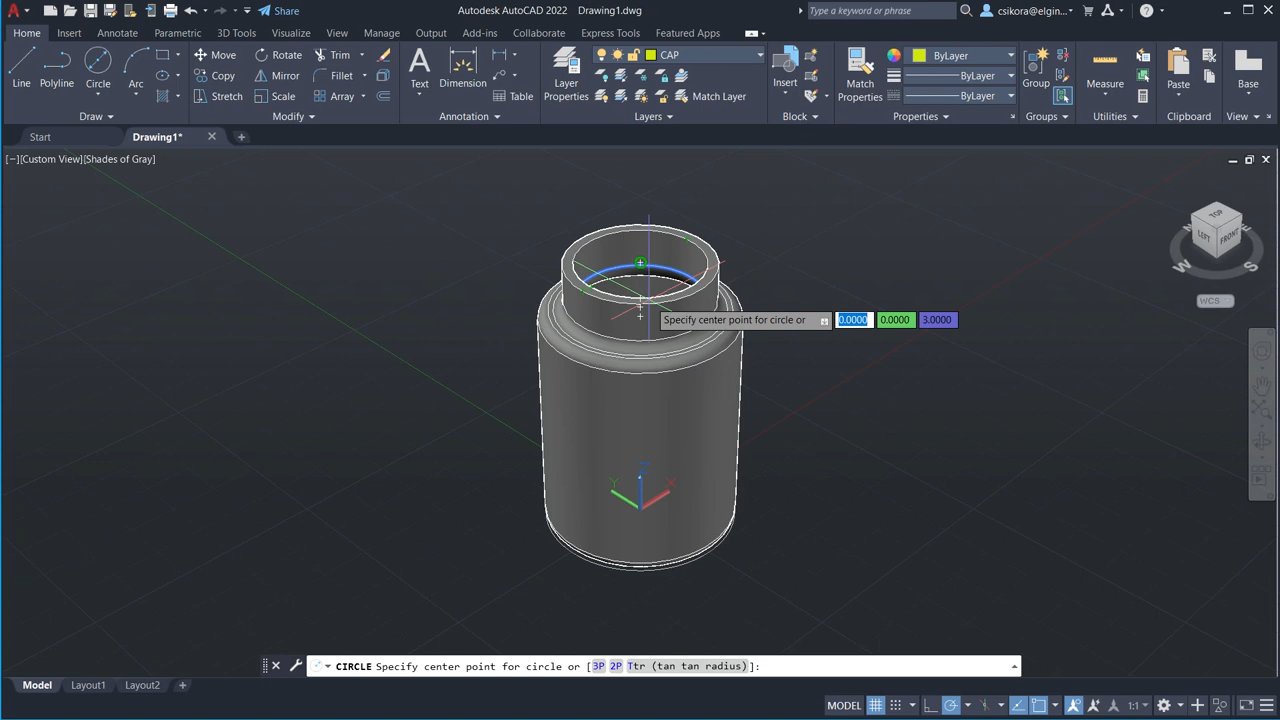 Share
Autodesk AutoCAD 2022 Drawing1.dwg
Type a keyword or phrase
csikora@elgin...
Home Insert Annotate Parametric 3D Tools Visualize View Manage Output Add-ins Collaborate Express Tools Featured Apps
Line Polyline Circle Arc
Move Rotate Trim
Copy Mirror Fillet
Stretch Scale Array
Text Dimension
Table
Layer Properties
CAP
Match Layer
Insert
Match Properties
ByLayer
ByLayer
ByLayer
Group
Measure
Paste
Base
Draw Modify Annotation Layers Block Properties Groups Utilities Clipboard View
Start Drawing1*
[−][Custom View][Shades of Gray]
TOP
LEFT FRONT
W S
WCS
Specify center point for circle or 0.0000 0.0000 3.0000
Z
Y X
CIRCLE Specify center point for circle or [3P 2P Ttr (tan tan radius)]:
Model Layout1 Layout2
MODEL 1:1